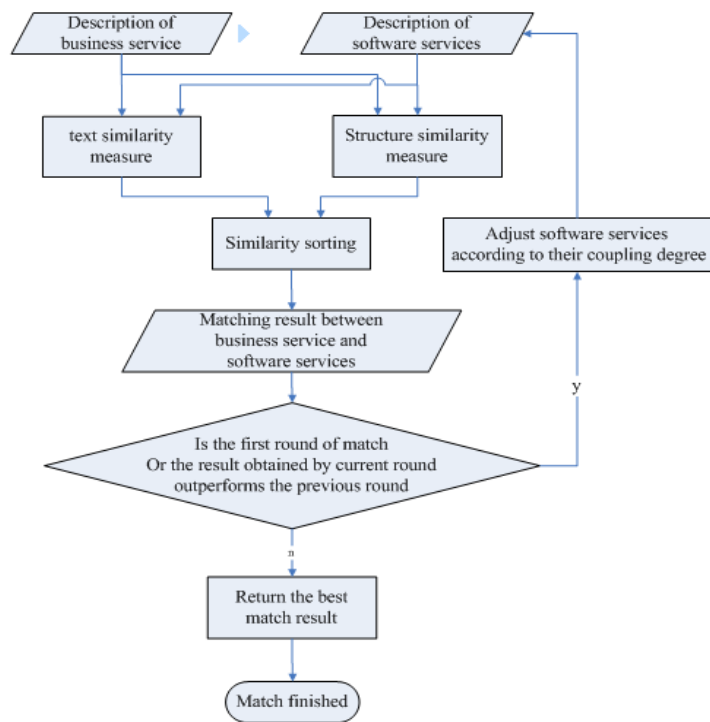 Description of
business service
Description of
software services
text similarity
measure
Structure similarity
measure
Similarity sorting
Adjust software services
according to their coupling degree
Matching result between
business service and
software services
y
Is the first round of match
Or the result obtained by current round
outperforms the previous round
n
Return the best
match result
Match finished